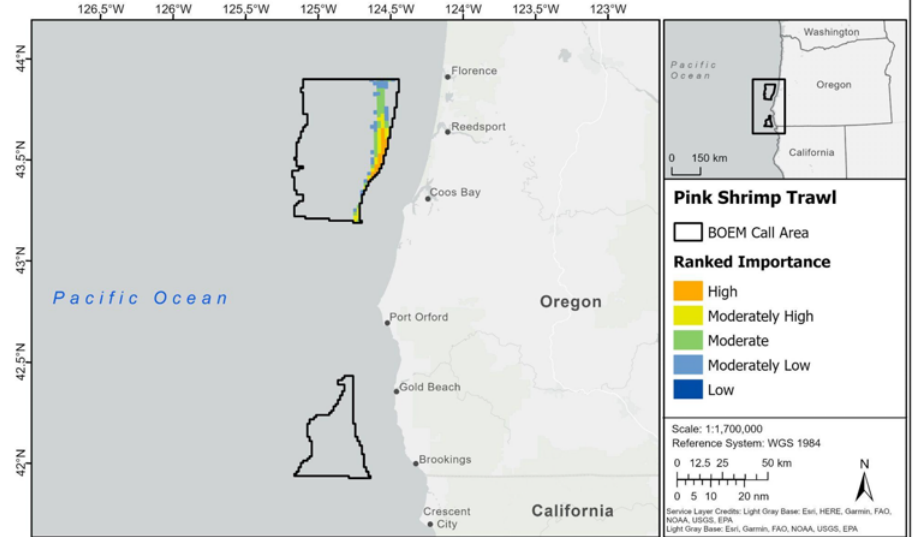 126.5°W 126°W 125.5°W 125°W 124.5°W 124°W 123.5°W 123°W
44°N
43.5°N
43°N
42.5°N
42°N
Florence
Reedsport
Coos Bay
Pacific Ocean
Oregon
Port Orford
Gold Beach
Brookings
Crescent
City
California
Washington
Pacific
Ocean
Oregon
California
0 150 km
Pink Shrimp Trawl
BOEM Call Area
Ranked Importance
High
Moderately High
Moderate
Moderately Low
Low
Scale: 1:1,700,000
Reference System: WGS 1984
0 12.5 25 50 km
N
0 5 10 20 nm
Service Layer Credits: Light Gray Base: Esri, HERE, Garmin, FAO,
NOAA, USGS, EPA
Light Gray Base: Esri, Garmin, FAO, NOAA, USGS, EPA